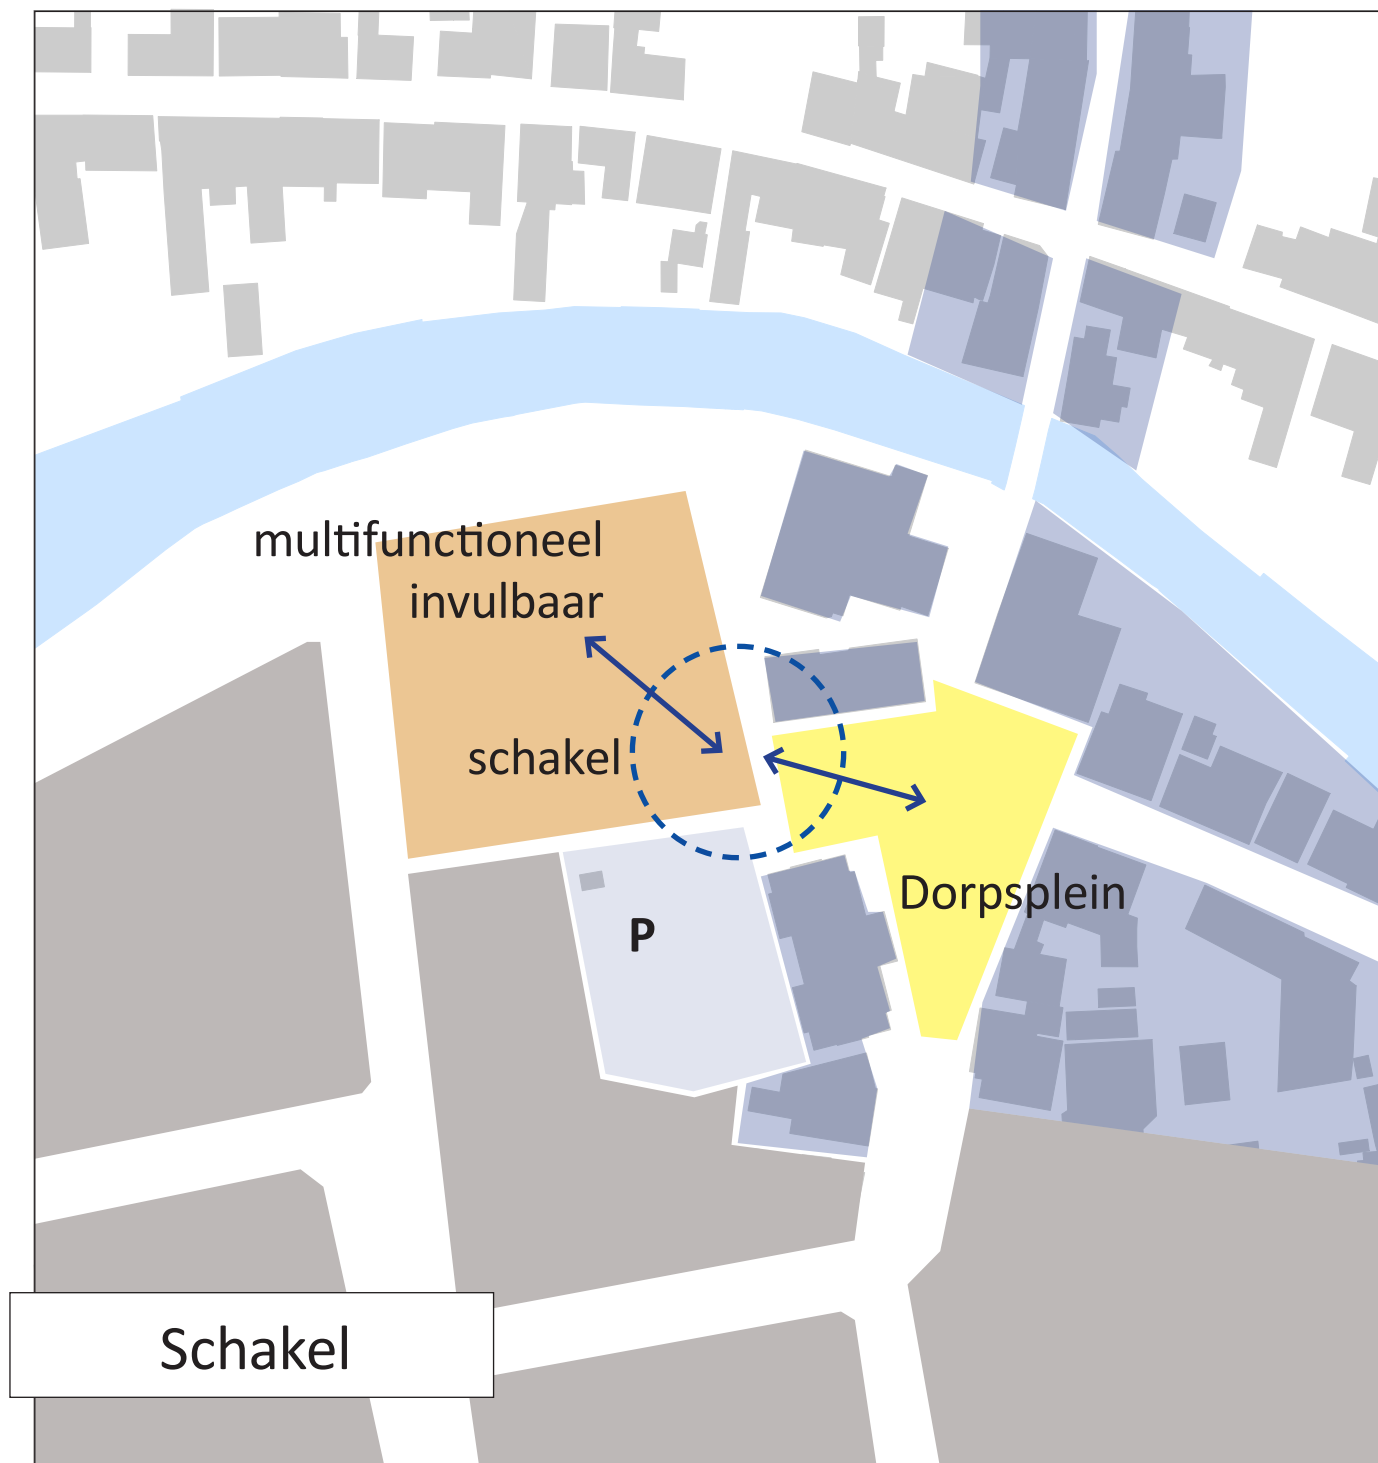 multifunctioneel
invulbaar
schakel
Dorpsplein
P
Schakel